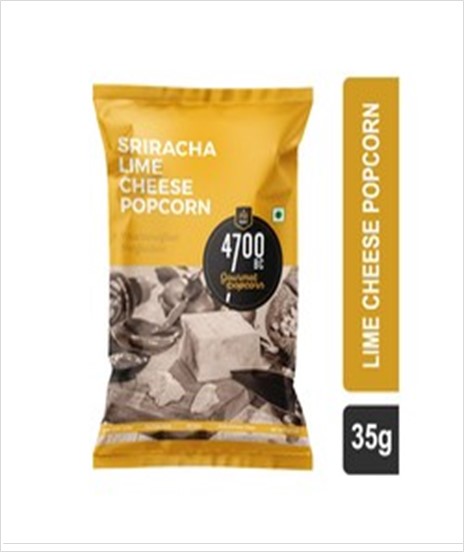 SRIRACHA
LIME
CHEESE
POPCORN
4700
BC
Gourmet
popcorn
LIME CHEESE POPCORN
35g